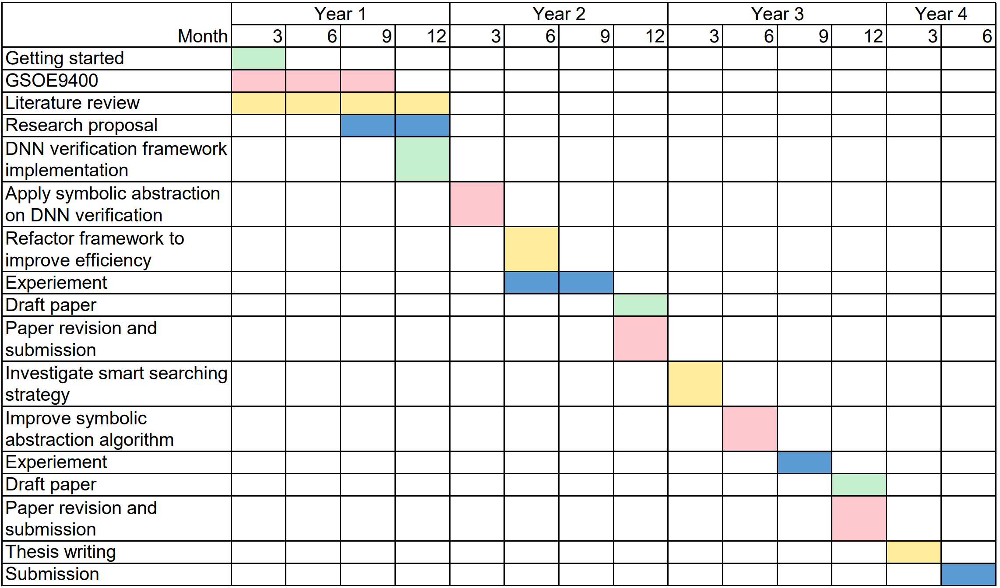 Year 1 Year 2 Year 3 Year 4
Month 3 6 9 12 3 6 9 12 3 6 9 12 3 6
Getting started
GSOE9400
Literature review
Research proposal
DNN verification framework
implementation
Apply symbolic abstraction
on DNN verification
Refactor framework to
improve efficiency
Experiement
Draft paper
Paper revision and
submission
Investigate smart searching
strategy
Improve symbolic
abstraction algorithm
Experiement
Draft paper
Paper revision and
submission
Thesis writing
Submission